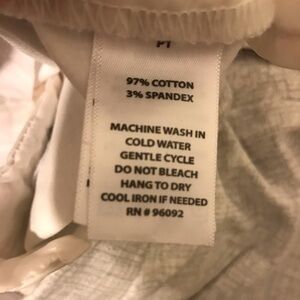 PT
97% COTTON
3% SPANDEX
MACHINE WASH IN
COLD WATER
GENTLE CYCLE
DO NOT BLEACH
HANG TO DRY
COOL IRON IF NEEDED
RN # 96092